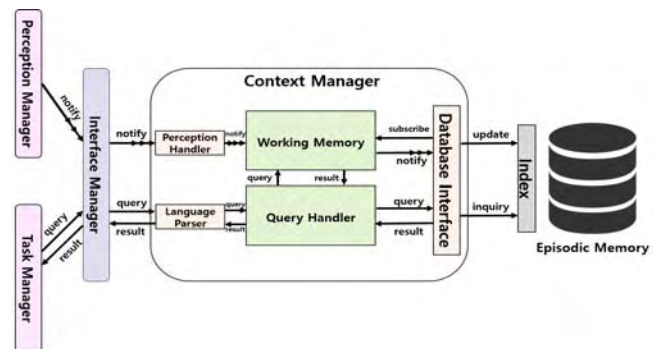 Context Manager
Perception Manager
notify
Interface Manager
notify
Perception
Handler
notify
Working Memory
subscribe
notify
Database Interface
update
Index
query
result
query
result
Language
Parser
query
result
Query Handler
query
result
inquiry
Episodic Memory
Task Manager
query
result